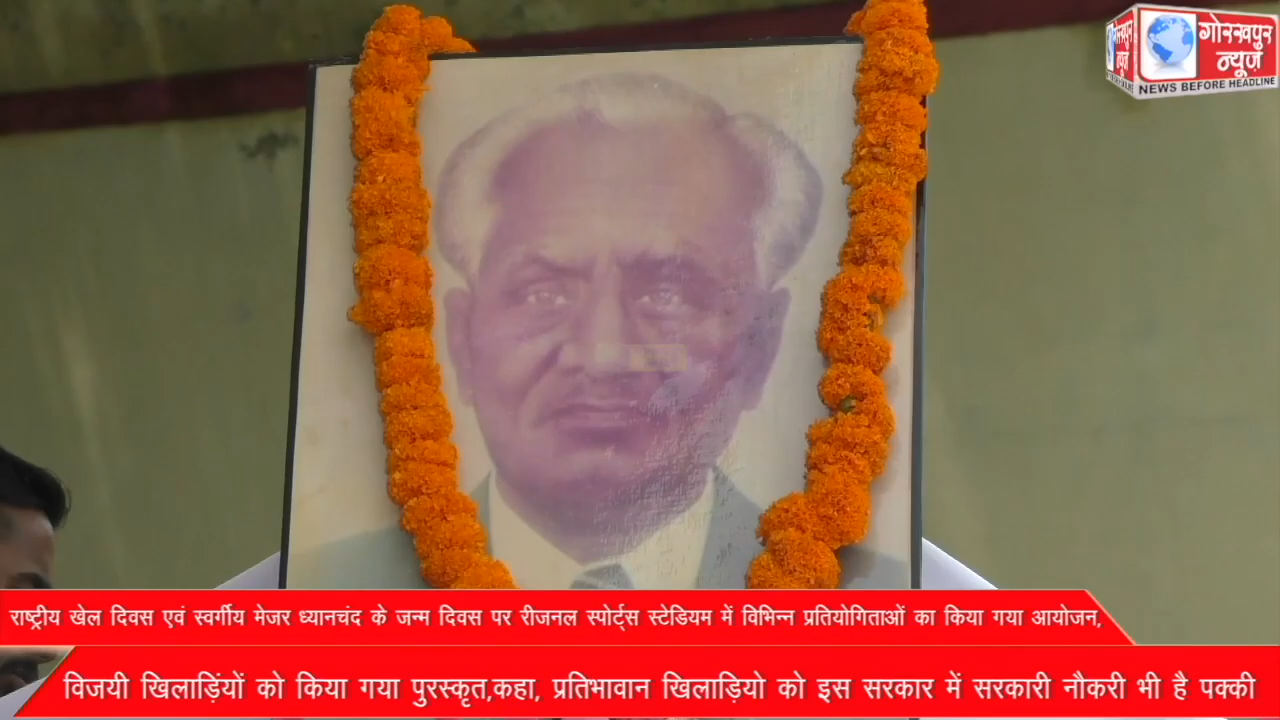 गोरखपुर
न्यूज़
गोरखपुर
न्यूज़
NEWS BEFORE HEADLINE
राष्ट्रीय खेल दिवस एवं स्वर्गीय मेजर ध्यानचंद के जन्म दिवस पर रीजनल स्पोर्ट्स स्टेडियम में विभिन्न प्रतियोगिताओं का किया गया आयोजन,
विजयी खिलाड़िंयों को किया गया पुरस्कृत,कहा, प्रतिभावान खिलाड़ियो को इस सरकार में सरकारी नौकरी भी है पक्की